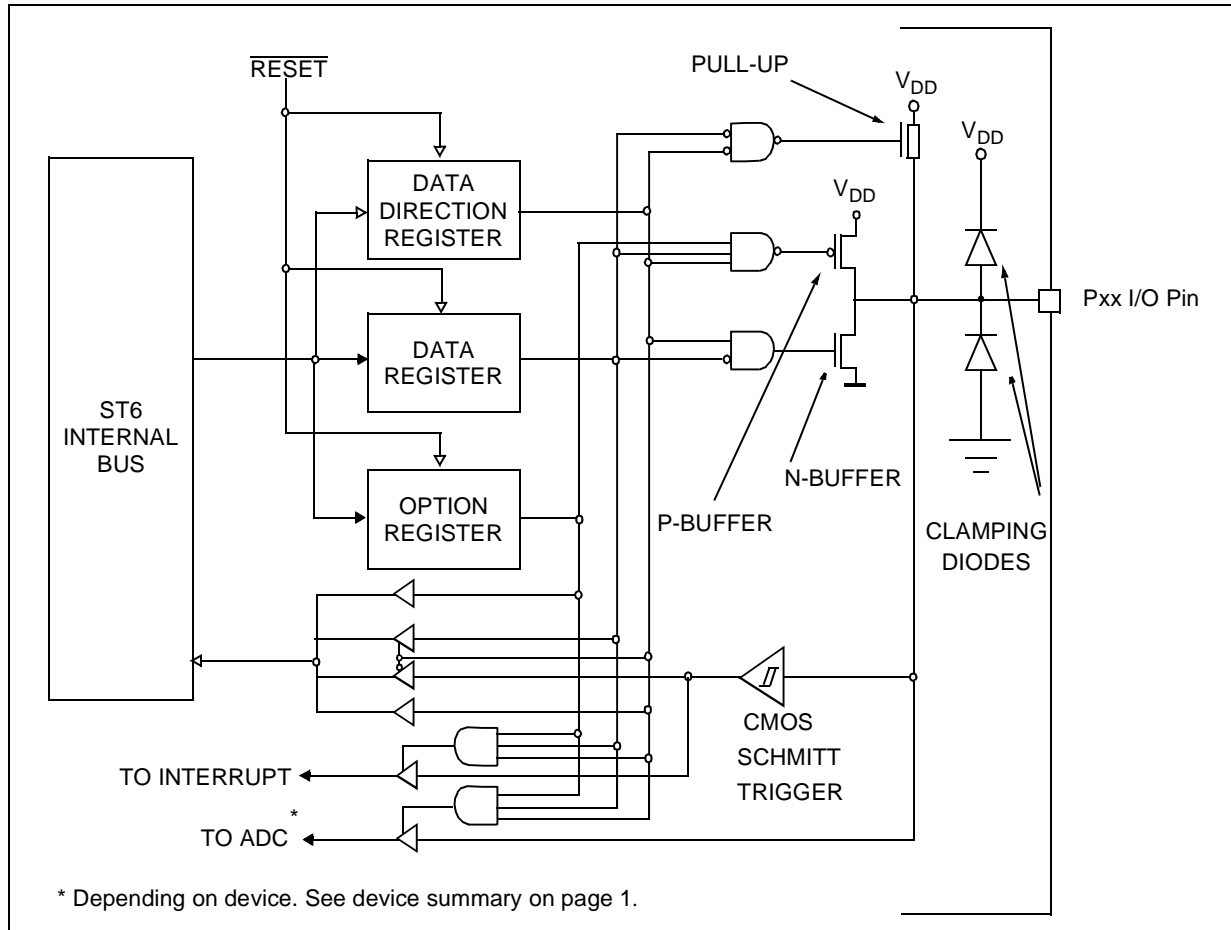 RESET
PULL-UP
VDD
VDD
VDD
DATA
DIRECTION
REGISTER
DATA
REGISTER
OPTION
REGISTER
ST6
INTERNAL
BUS
Pxx I/O Pin
N-BUFFER
P-BUFFER
CLAMPING
DIODES
CMOS
SCHMITT
TRIGGER
TO INTERRUPT
TO ADC *
* Depending on device. See device summary on page 1.